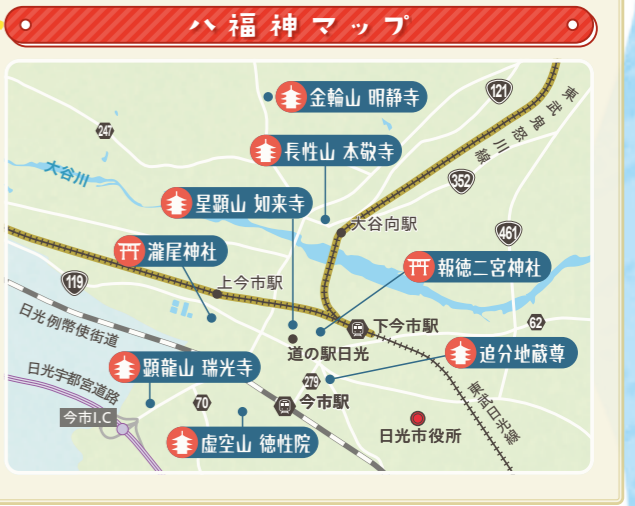 八福神マップ
金輪山 明静寺
121
東武鬼怒川線
247
長性山 本敬寺
大谷川
352
星顕山 如来寺
大谷向駅
461
瀧尾神社
報徳二宮神社
119
上今市駅
日光例幣使街道
下今市駅
62
道の駅日光
追分地蔵尊
顕龍山 瑞光寺
日光宇都宮道路
279
今市駅
70
東武日光線
今市I.C
日光市役所
虚空山 徳性院